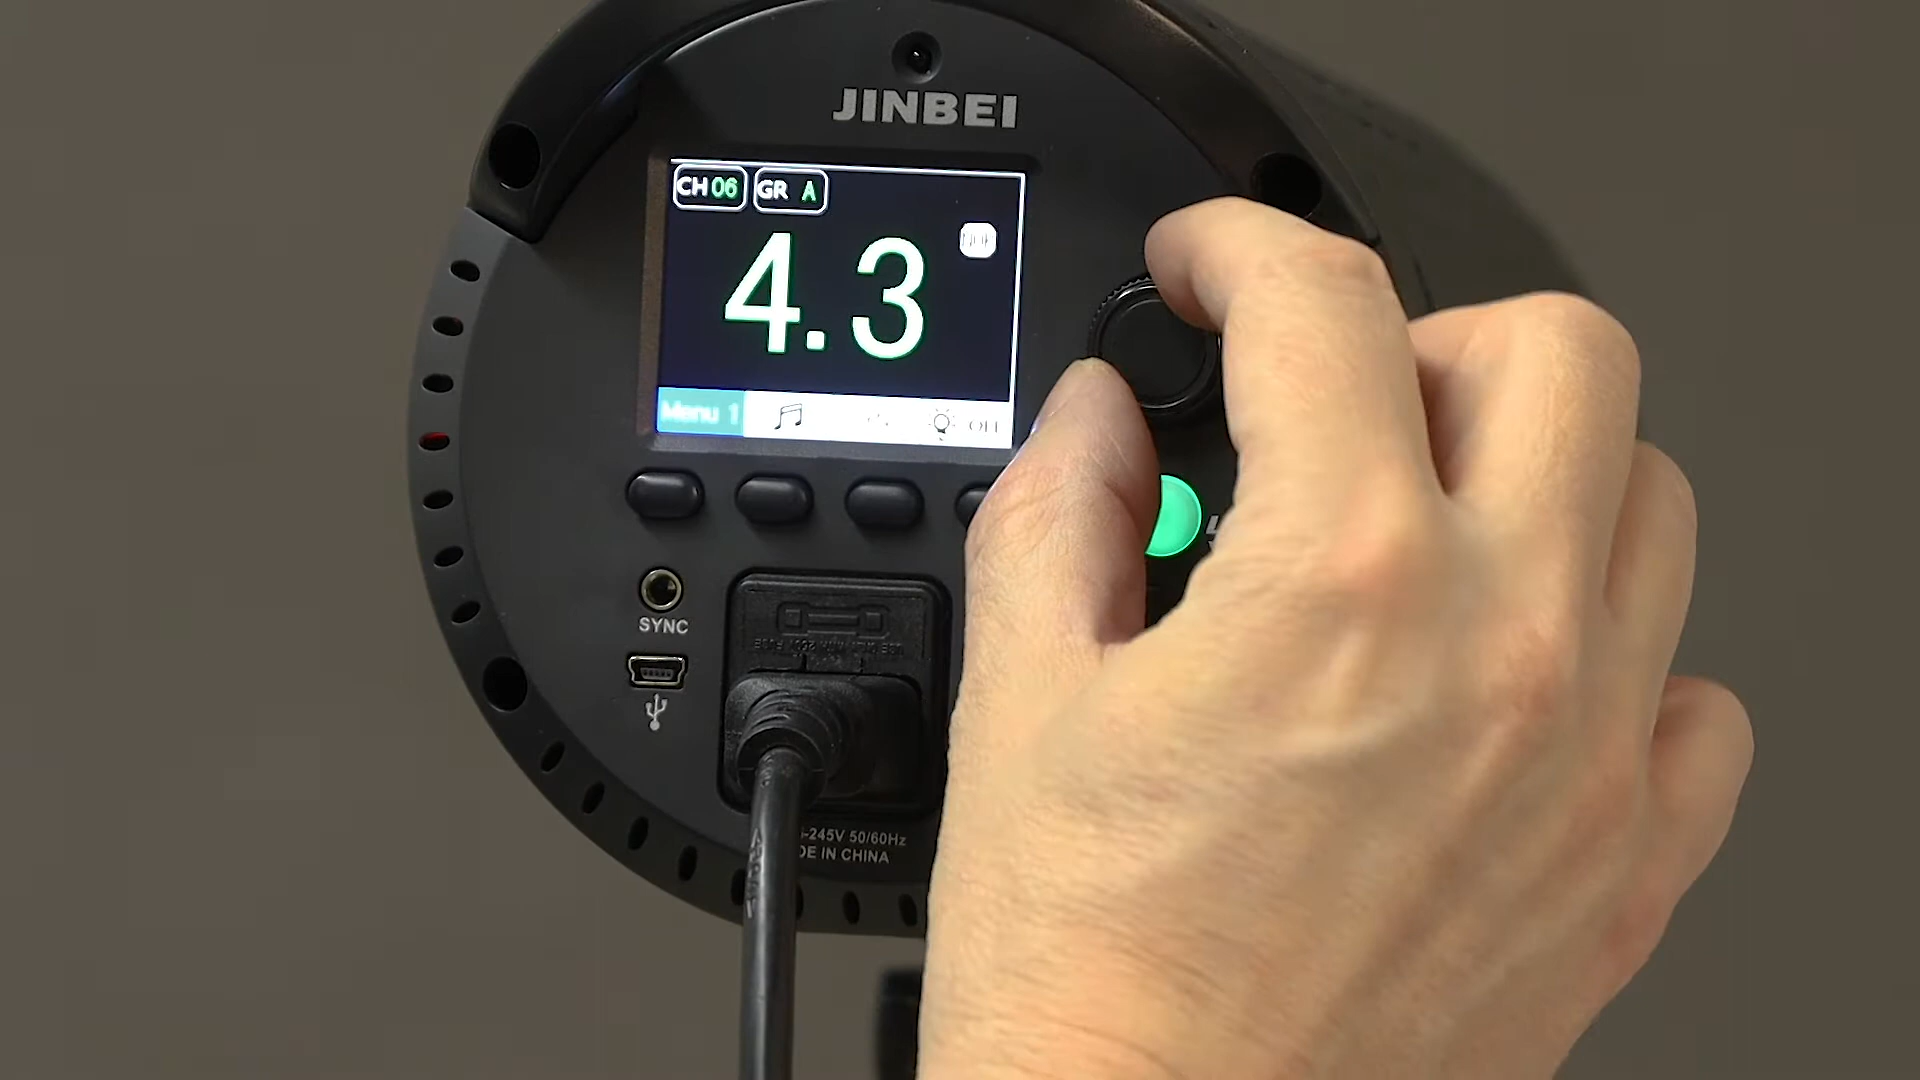 JINBEI
CH 06 GR A
4.3
Menu 1 OFF
SYNC
-245V 50/60Hz
DE IN CHINA